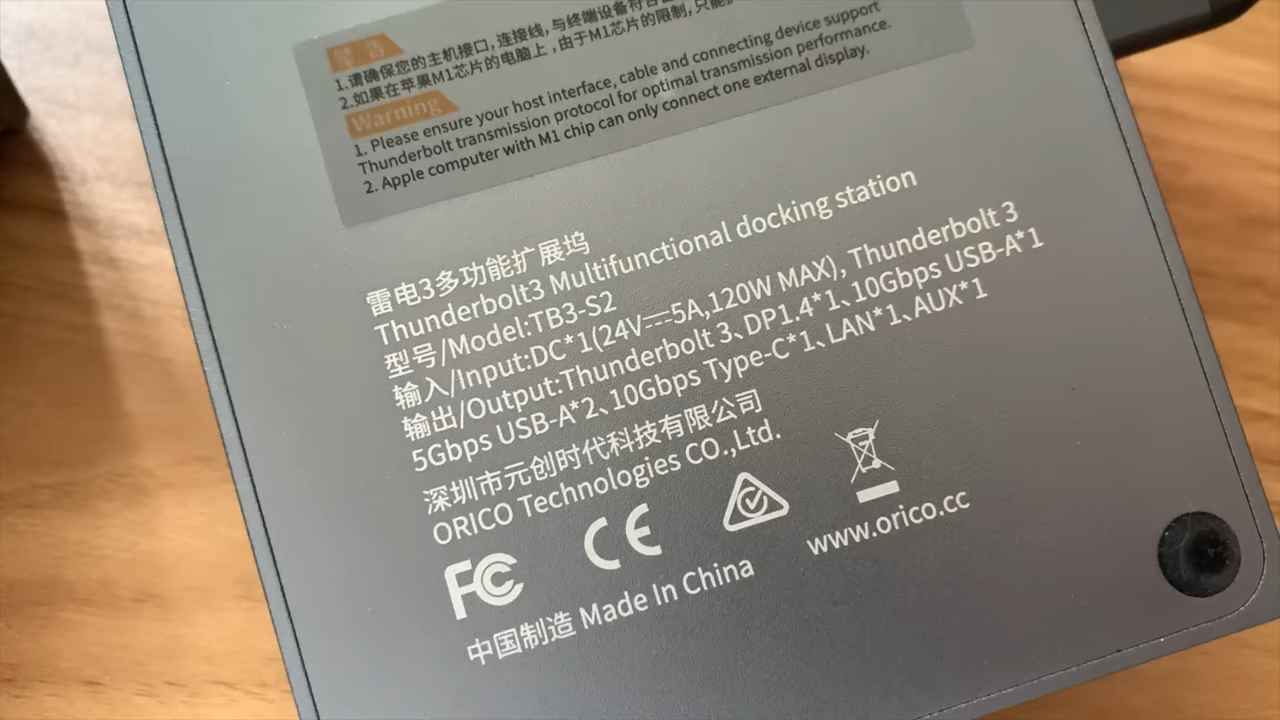 警告
1.请确保您的主机接口,连接线,与终端设备符合
2.如果在苹果M1芯片的电脑上,由于M1芯片的限制,只能
Warning
1. Please ensure your host interface, cable and connecting device support
Thunderbolt transmission protocol for optimal transmission performance.
2. Apple computer with M1 chip can only connect one external display.
雷电3多功能扩展坞
Thunderbolt3 Multifunctional docking station
型号/Model:TB3-S2
输入/Input:DC*1(24V⎓5A,120W MAX), Thunderbolt 3
输出/Output:Thunderbolt 3、DP1.4*1、10Gbps USB-A*1
5Gbps USB-A*2、10Gbps Type-C*1、LAN*1、AUX*1
深圳市元创时代科技有限公司
ORICO Technologies CO.,Ltd.
FC CE
www.orico.cc
中国制造 Made In China